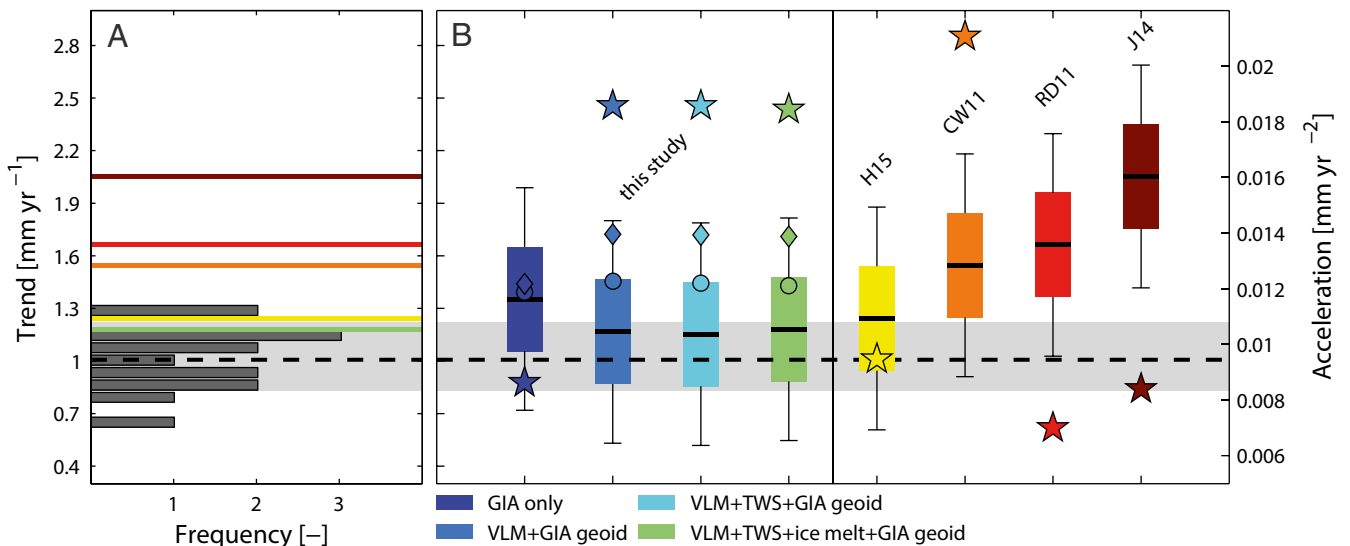 A
B
2.8
2.5
2.2
1.9
1.6
1.3
1
0.7
0.4
Trend [mm yr −1]
1
2
3
Frequency [−]
this study
H15
CW11
RD11
J14
0.02
0.018
0.016
0.014
0.012
0.01
0.008
0.006
Acceleration [mm yr −2]
GIA only
VLM+TWS+GIA geoid
VLM+GIA geoid
VLM+TWS+ice melt+GIA geoid